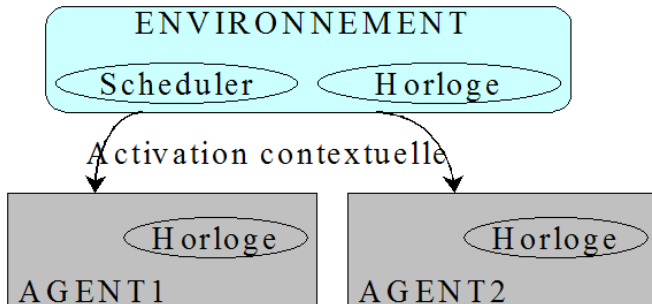 ENVIRONNEMENT
Scheduler Horloge
Activation contextuelle
Horloge Horloge
AGENT1 AGENT2